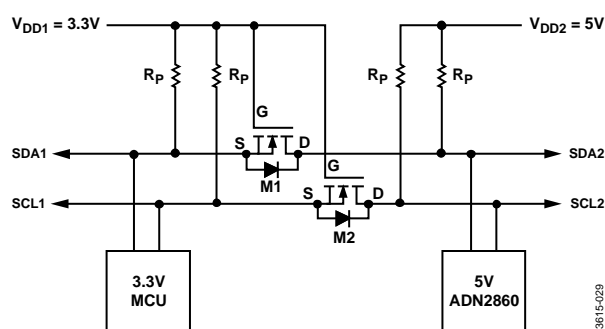 VDD1 = 3.3V
VDD2 = 5V
RP
RP
RP
RP
G
S
D
G
SDA1
SDA2
M1
S
D
SCL1
SCL2
M2
3.3V
MCU
5V
ADN2860
3615-029